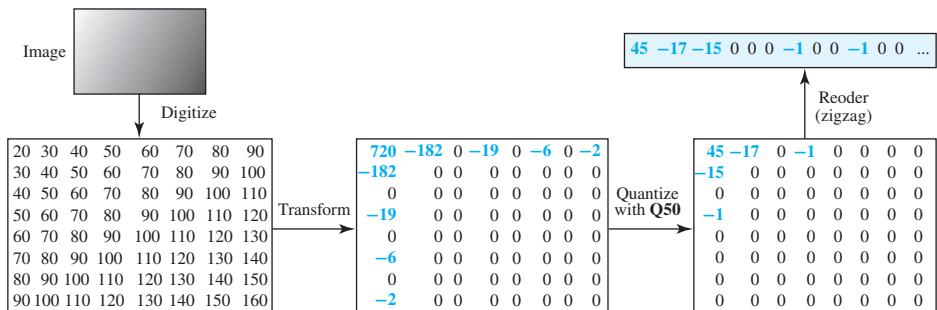 Image
45 −17 −15 0 0 0 −1 0 0 −1 0 0 ...
Digitize
Reoder
(zigzag)
20 30 40 50 60 70 80 90
30 40 50 60 70 80 90 100
40 50 60 70 80 90 100 110
50 60 70 80 90 100 110 120
60 70 80 90 100 110 120 130
70 80 90 100 110 120 130 140
80 90 100 110 120 130 140 150
90 100 110 120 130 140 150 160
Transform
720 −182 0 −19 0 −6 0 −2
−182 0 0 0 0 0 0 0
0 0 0 0 0 0 0 0
−19 0 0 0 0 0 0 0
0 0 0 0 0 0 0 0
−6 0 0 0 0 0 0 0
0 0 0 0 0 0 0 0
−2 0 0 0 0 0 0 0
Quantize
with Q50
45 −17 0 −1 0 0 0 0
−15 0 0 0 0 0 0 0
0 0 0 0 0 0 0 0
−1 0 0 0 0 0 0 0
0 0 0 0 0 0 0 0
0 0 0 0 0 0 0 0
0 0 0 0 0 0 0 0
0 0 0 0 0 0 0 0